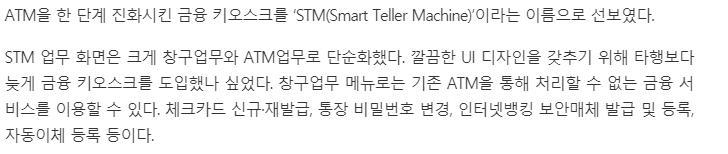 ATM을 한 단계 진화시킨 금융 키오스크를 ‘STM(Smart Teller Machine)’이라는 이름으로 선보였다.
STM 업무 화면은 크게 창구업무와 ATM업무로 단순화했다. 깔끔한 UI 디자인을 갖추기 위해 타행보다
늦게 금융 키오스크를 도입했나 싶었다. 창구업무 메뉴로는 기존 ATM을 통해 처리할 수 없는 금융 서
비스를 이용할 수 있다. 체크카드 신규·재발급, 통장 비밀번호 변경, 인터넷뱅킹 보안매체 발급 및 등록,
자동이체 등록 등이다.